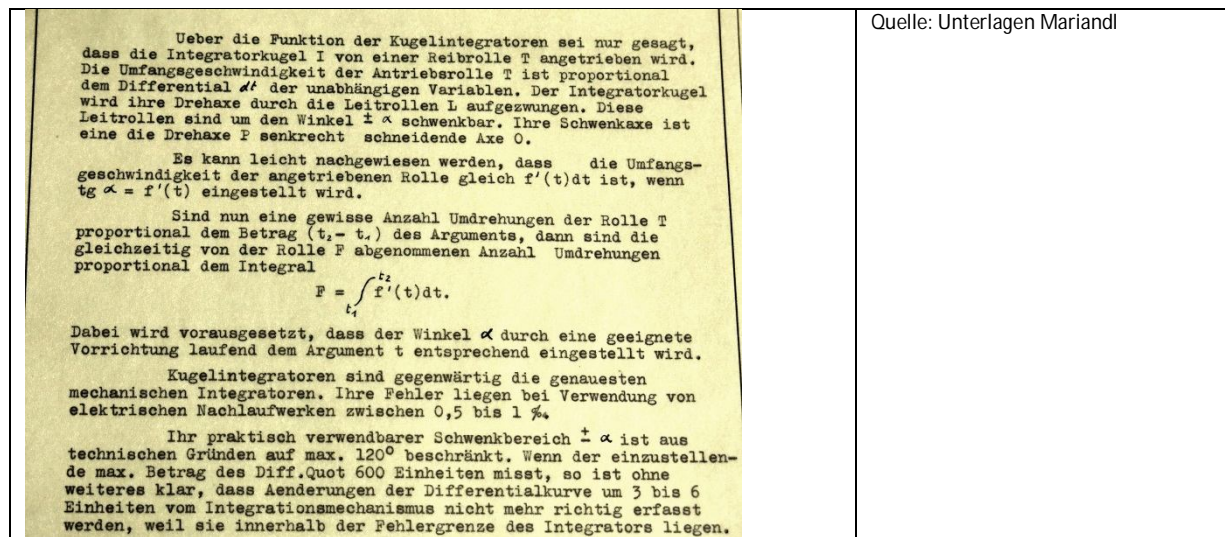 Ueber die Funktion der Kugelintegratoren sei nur gesagt,
dass die Integratorkugel I von einer Reibrolle T angetrieben wird.
Die Umfangsgeschwindigkeit der Antriebsrolle T ist proportional
dem Differential dt der unabhängigen Variablen. Der Integratorkugel
wird ihre Drehaxe durch die Leitrollen L aufgezwungen. Diese
Leitrollen sind um den Winkel ± α schwenkbar. Ihre Schwenkaxe ist
eine die Drehaxe P senkrecht schneidende Axe O.
Es kann leicht nachgewiesen werden, dass die Umfangs-
geschwindigkeit der angetriebenen Rolle gleich f'(t)dt ist, wenn
tg α = f'(t) eingestellt wird.
Sind nun eine gewisse Anzahl Umdrehungen der Rolle T
proportional dem Betrag (t₂- t₁) des Arguments, dann sind die
gleichzeitig von der Rolle F abgenommenen Anzahl Umdrehungen
proportional dem Integral
F = ∫ t₁ t₂ f'(t)dt.
Dabei wird vorausgesetzt, dass der Winkel α durch eine geeignete
Vorrichtung laufend dem Argument t entsprechend eingestellt wird.
Kugelintegratoren sind gegenwärtig die genauesten
mechanischen Integratoren. Ihre Fehler liegen bei Verwendung von
elektrischen Nachlaufwerken zwischen 0,5 bis 1 ‰.
Ihr praktisch verwendbarer Schwenkbereich ± α ist aus
technischen Gründen auf max. 120° beschränkt. Wenn der einzustellen-
de max. Betrag des Diff.Quot 600 Einheiten misst, so ist ohne
weiteres klar, dass Aenderungen der Differentialkurve um 3 bis 6
Einheiten vom Integrationsmechanismus nicht mehr richtig erfasst
werden, weil sie innerhalb der Fehlergrenze des Integrators liegen.
Quelle: Unterlagen Mariandl